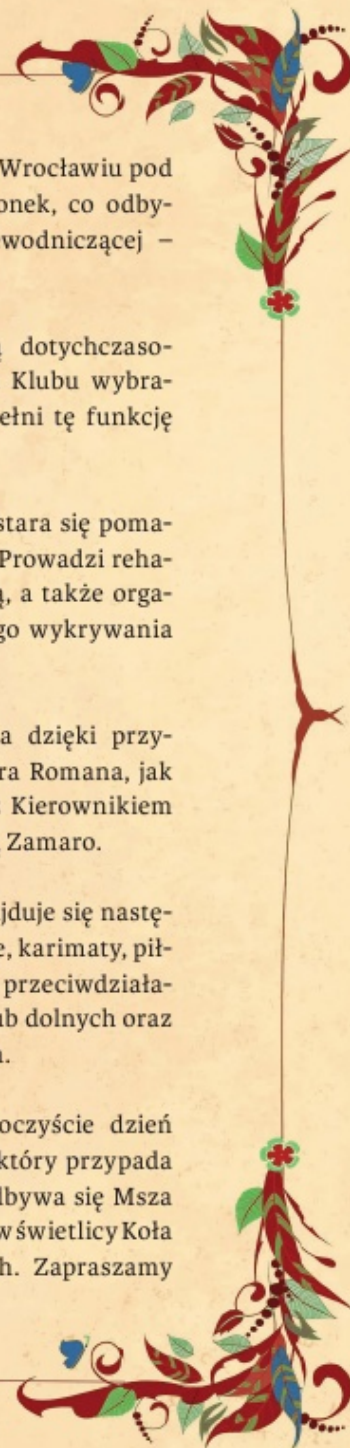 Wrocławiu pod
onek, co odby-
wodniczącej –
ą dotychczaso-
Klubu wybra-
ełni tę funkcję
stara się poma-
Prowadzi reha-
ą, a także orga-
go wykrywania
a dzięki przy-
ra Romana, jak
z Kierownikiem
Zamaro.
jduje się nastę-
e, karimaty, pił-
przeciwdziała-
ub dolnych oraz
h.
oczyście dzień
który przypada
dbywa się Msza
w świetlicy Koła
h. Zapraszamy